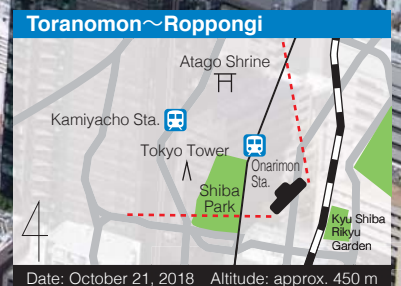 Toranomon～Roppongi
Atago Shrine
Kamiyacho Sta.
Tokyo Tower
Onarimon
Sta.
Shiba
Park
Kyu Shiba
Rikyu
Garden
Date: October 21, 2018 Altitude: approx. 450 m